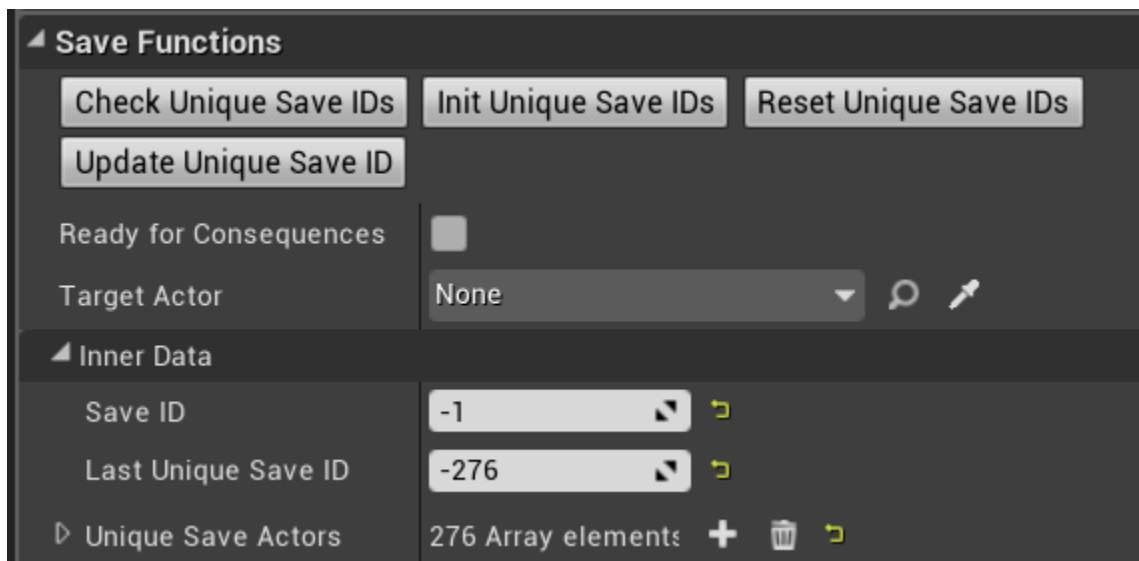 Save Functions
Check Unique Save IDs Init Unique Save IDs Reset Unique Save IDs
Update Unique Save ID
Ready for Consequences
Target Actor None
Inner Data
Save ID -1
Last Unique Save ID -276
Unique Save Actors 276 Array elements